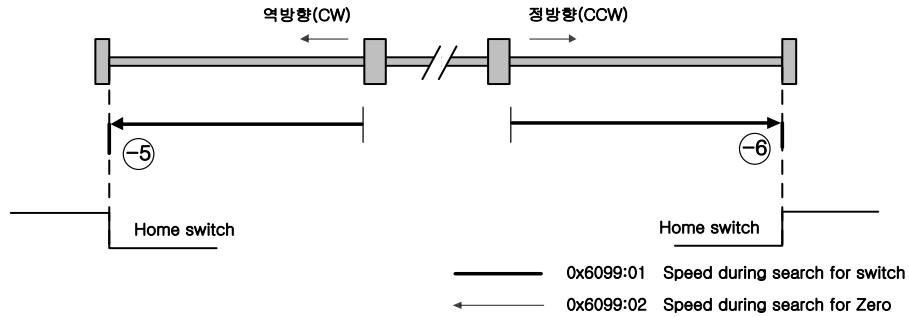 역방향(CW)
정방향(CCW)
-5
-6
Home switch
Home switch
0x6099:01 Speed during search for switch
0x6099:02 Speed during search for Zero